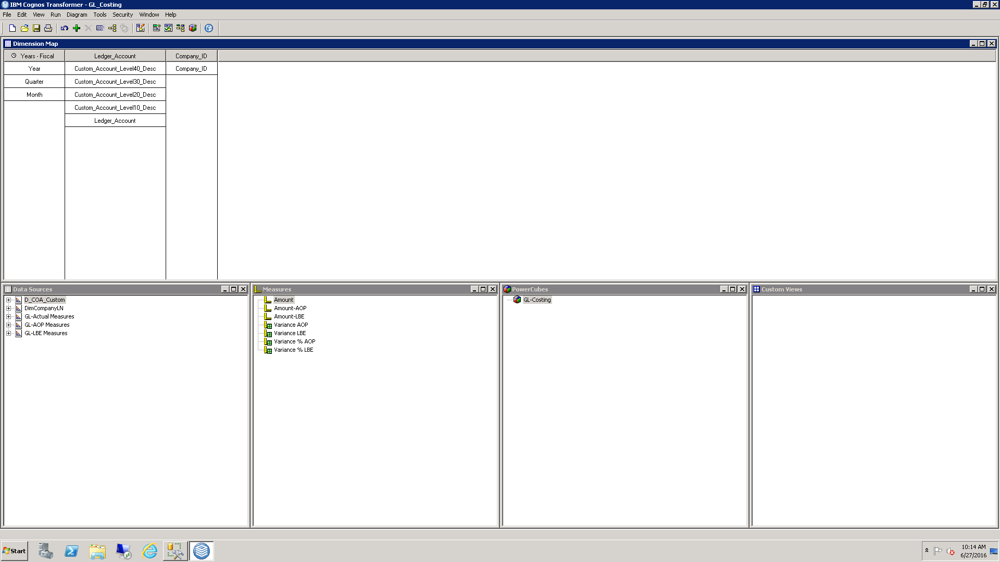 IBM Cognos Transformer - GL_Costing
File Edit View Run Diagram Tools Security Window Help
Dimension Map
Years - Fiscal Ledger_Account Company_ID
Year Custom_Account_Level40_Desc Company_ID
Quarter Custom_Account_Level30_Desc
Month Custom_Account_Level20_Desc
Custom_Account_Level10_Desc
Ledger_Account
Data Sources
D_COA_Custom
DimCompanyLN
GL-Actual Measures
GL-AOP Measures
GL-LBE Measures
Measures
Amount
Amount-AOP
Amount-LBE
Variance AOP
Variance LBE
Variance % AOP
Variance % LBE
PowerCubes
GL-Costing
Custom Views
Start
10:14 AM
6/27/2016